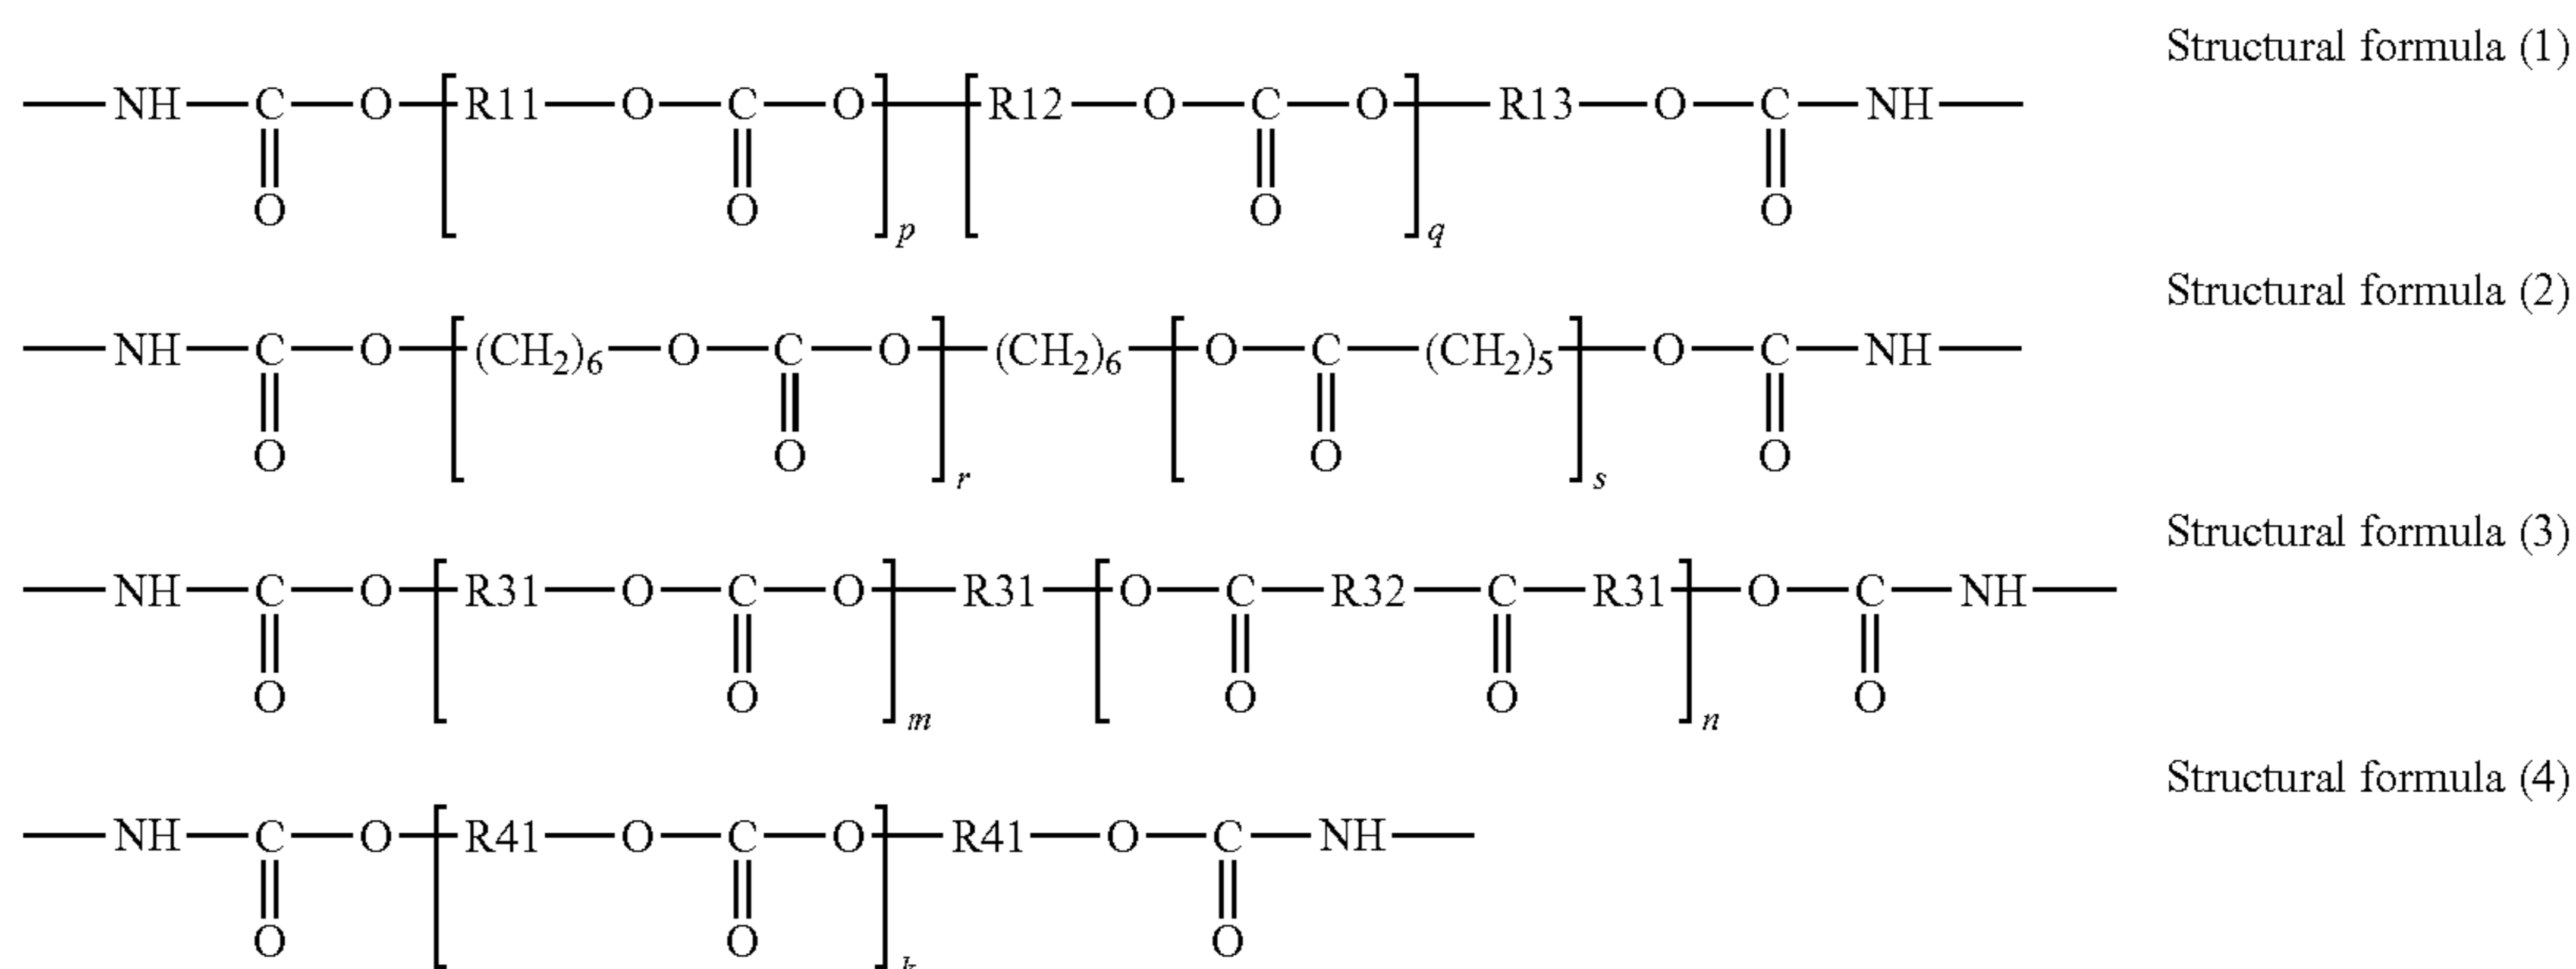 Structural formula (1)
—NH—C—O—[R11—O—C—O]—[R12—O—C—O]—R13—O—C—NH—
O O O O
p q
Structural formula (2)
—NH—C—O—[(CH₂)₆—O—C—O]—(CH₂)₆—[O—C—(CH₂)₅]—O—C—NH—
O O O O
r s
Structural formula (3)
—NH—C—O—[R31—O—C—O]—R31—[O—C—R32—C—R31]—O—C—NH—
O O O O O
m n
Structural formula (4)
—NH—C—O—[R41—O—C—O]—R41—O—C—NH—
O O O
k